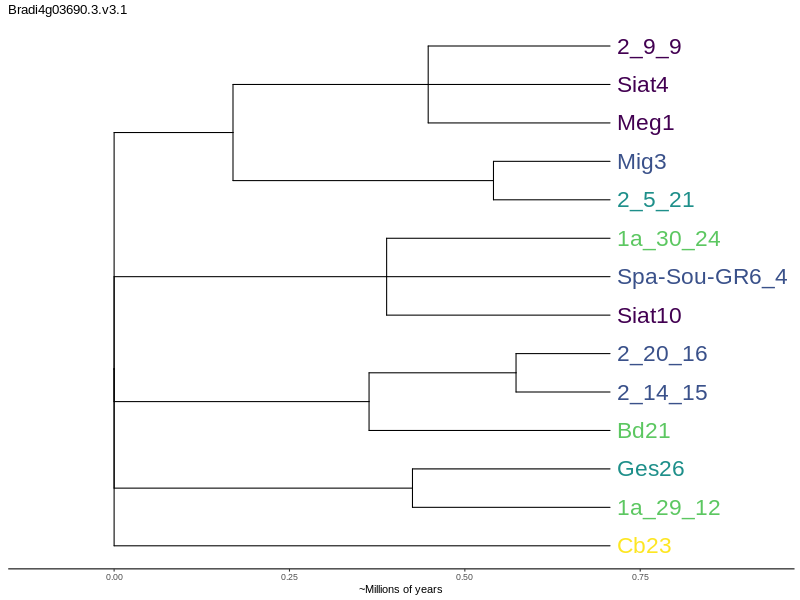 Bradi4g03690.3.v3.1
2_9_9
Siat4
Meg1
Mig3
2_5_21
1a_30_24
Spa-Sou-GR6_4
Siat10
2_20_16
2_14_15
Bd21
Ges26
1a_29_12
Cb23
0.00 0.25 0.50 0.75
~Millions of years